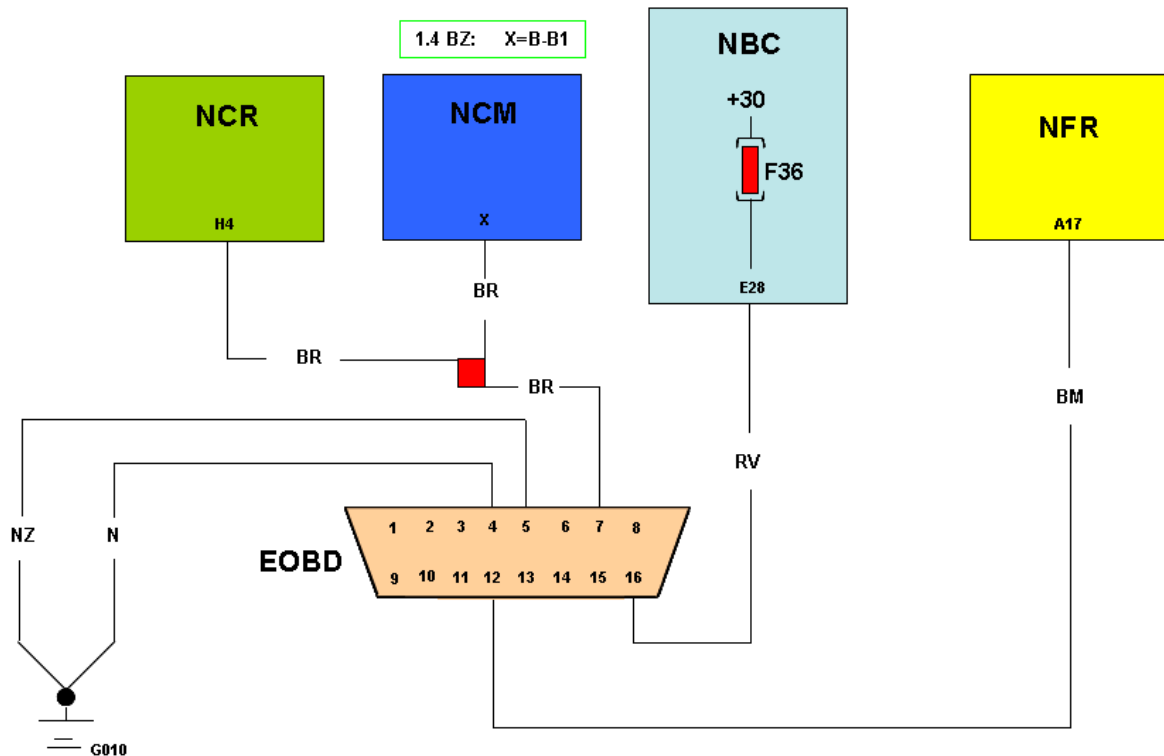 1.4 BZ: X=B-B1
NBC
NCR
NCM
NFR
+30
F36
H4
X
A17
E28
BR
BR
BR
BM
RV
NZ
N
1 2 3 4 5 6 7 8
EOBD
9 10 11 12 13 14 15 16
G010